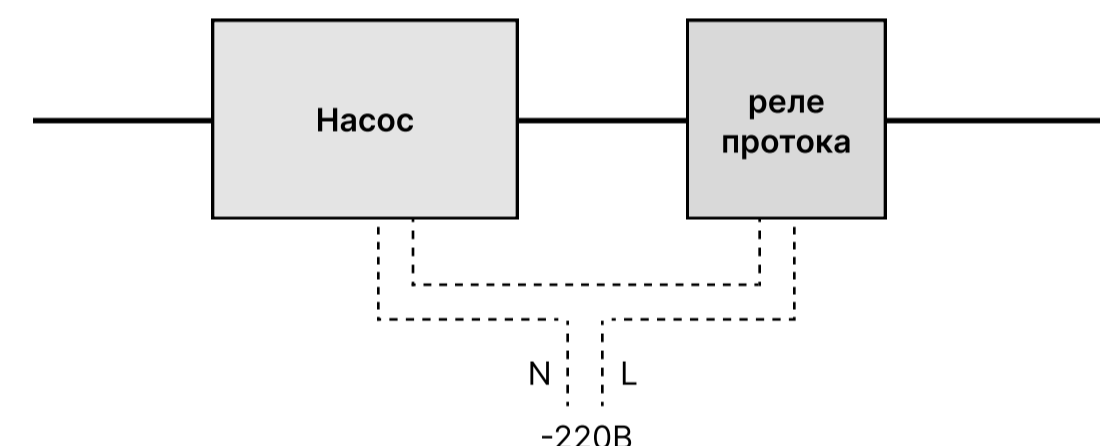 Насос
реле
протока
N
L
-220В